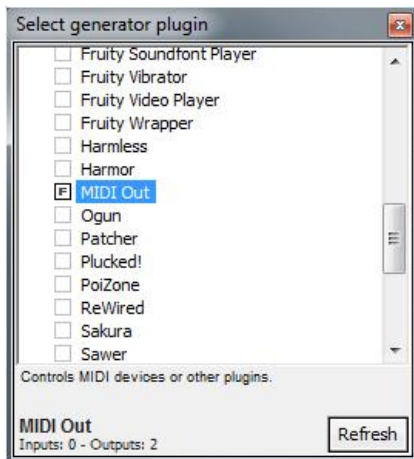 Select generator plugin
Fruity Soundfont Player
Fruity Vibrator
Fruity Video Player
Fruity Wrapper
Harmless
Harmor
F MIDI Out
Ogun
Patcher
Plucked!
PoiZone
ReWired
Sakura
Sawer
Controls MIDI devices or other plugins.
MIDI Out
Inputs: 0 - Outputs: 2
Refresh